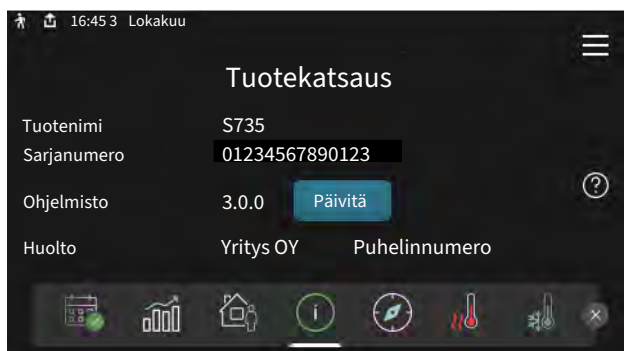 16:45 3 Lokakuu
Tuotekatsaus
Tuotenimi S735
Sarjanumero 01234567890123
Ohjelmisto 3.0.0 Päivitä
Huolto Yritys OY Puhelinnumero